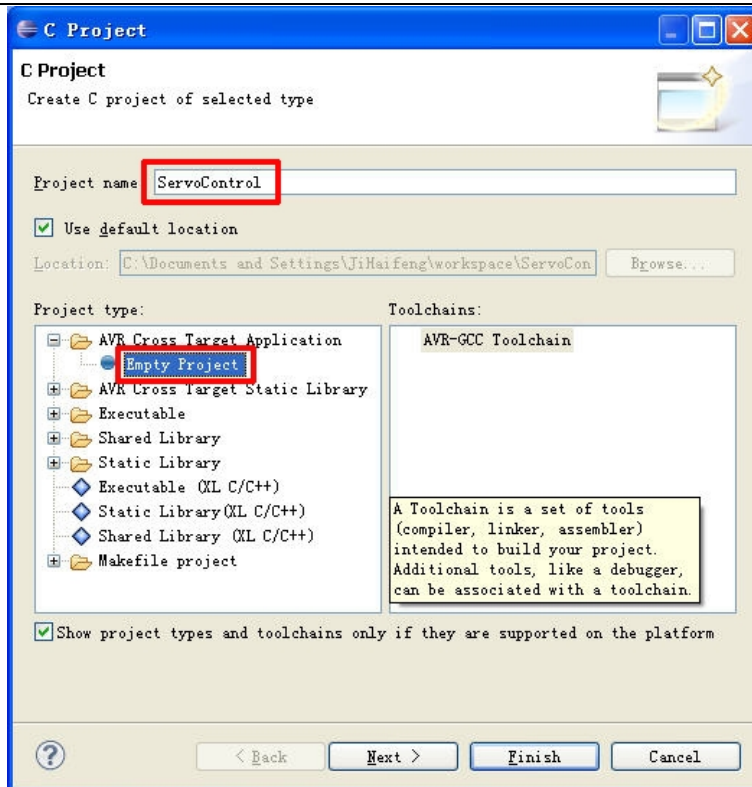 C Project
C Project
Create C project of selected type
Project name ServoControl
Use default location
Location: C:\Documents and Settings\JiHaifeng\workspace\ServoCon Browse...
Project type:
Toolchains:
AVR Cross Target Application
Empty Project
AVR Cross Target Static Library
Executable
Shared Library
Static Library
Executable (XL C/C++)
Static Library(XL C/C++)
Shared Library (XL C/C++)
Makefile project
AVR-GCC Toolchain
A Toolchain is a set of tools
(compiler, linker, assembler)
intended to build your project.
Additional tools, like a debugger,
can be associated with a toolchain.
Show project types and toolchains only if they are supported on the platform
? < Back Next > Finish Cancel